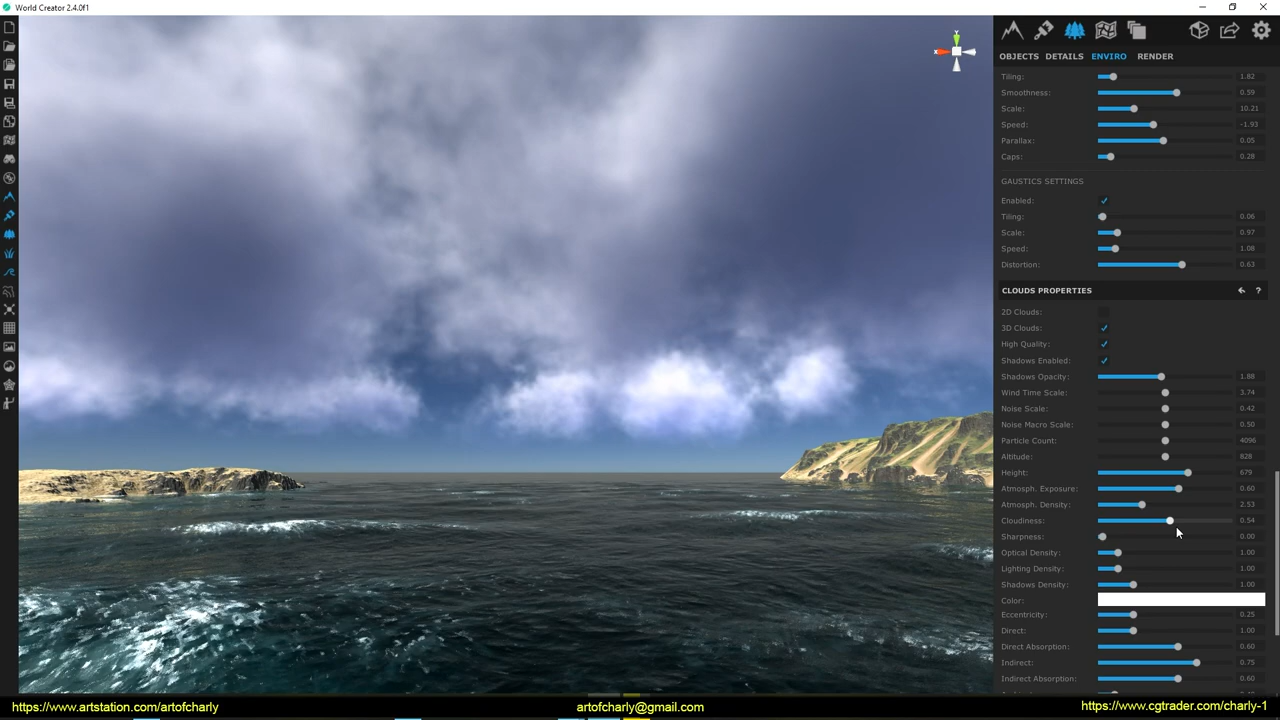 World Creator 2.4.0f1
OBJECTS DETAILS ENVIRO RENDER
Tiling: 1.82
Smoothness: 0.59
Scale: 10.21
Speed: -1.93
Parallax: 0.05
Caps: 0.28
GAUSTICS SETTINGS
Enabled:
Tiling: 0.06
Scale: 0.97
Speed: 1.08
Distortion: 0.63
CLOUDS PROPERTIES ?
2D Clouds:
3D Clouds:
High Quality:
Shadows Enabled:
Shadows Opacity: 1.88
Wind Time Scale: 3.74
Noise Scale: 0.42
Noise Macro Scale: 0.50
Particle Count: 4096
Altitude: 828
Height: 679
Atmosph. Exposure: 0.60
Atmosph. Density: 2.53
Cloudiness: 0.54
Sharpness: 0.00
Optical Density: 1.00
Lighting Density: 1.00
Shadows Density: 1.00
Color:
Eccentricity: 0.25
Direct: 1.00
Direct Absorption: 0.60
Indirect: 0.75
Indirect Absorption: 0.60
https://www.artstation.com/artofcharly artofcharly@gmail.com https://www.cgtrader.com/charly-1